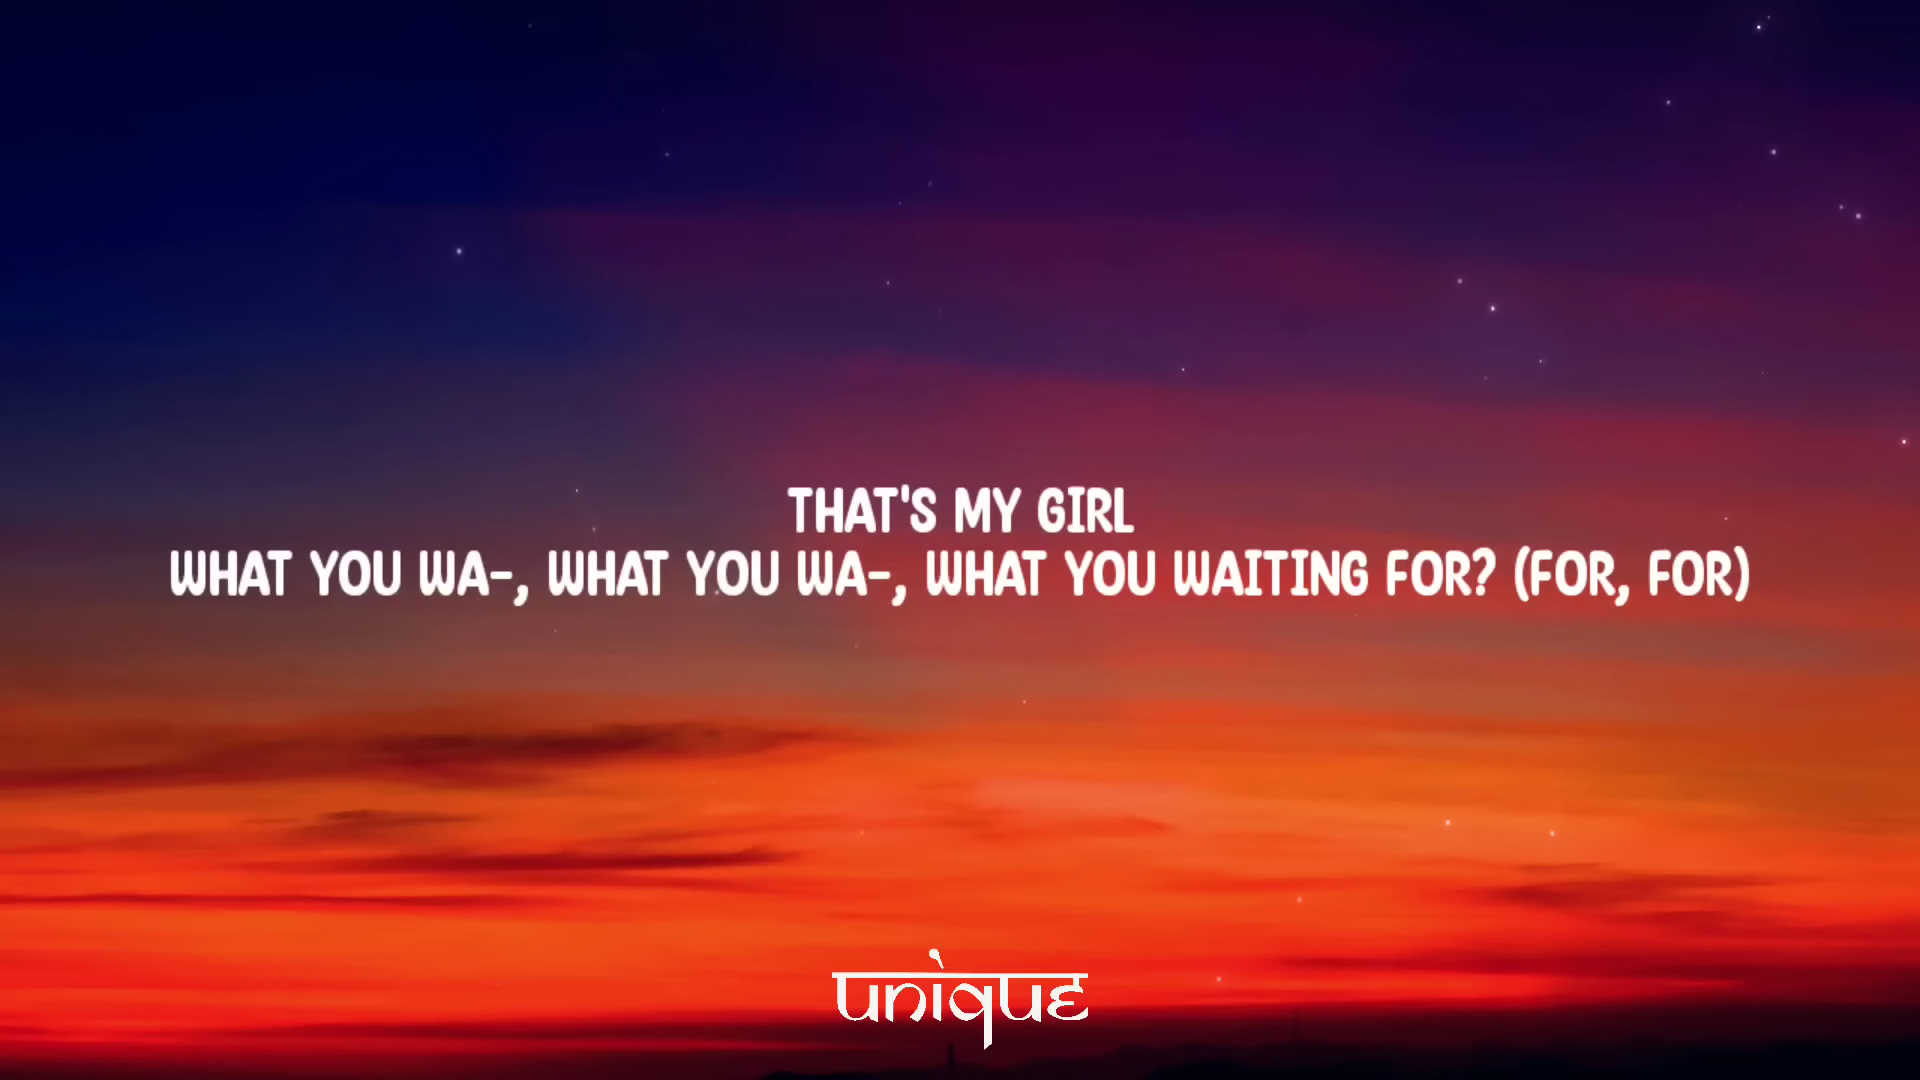 THAT'S MY GIRL
WHAT YOU WA-, WHAT YOU WA-, WHAT YOU WAITING FOR? (FOR, FOR)
unique